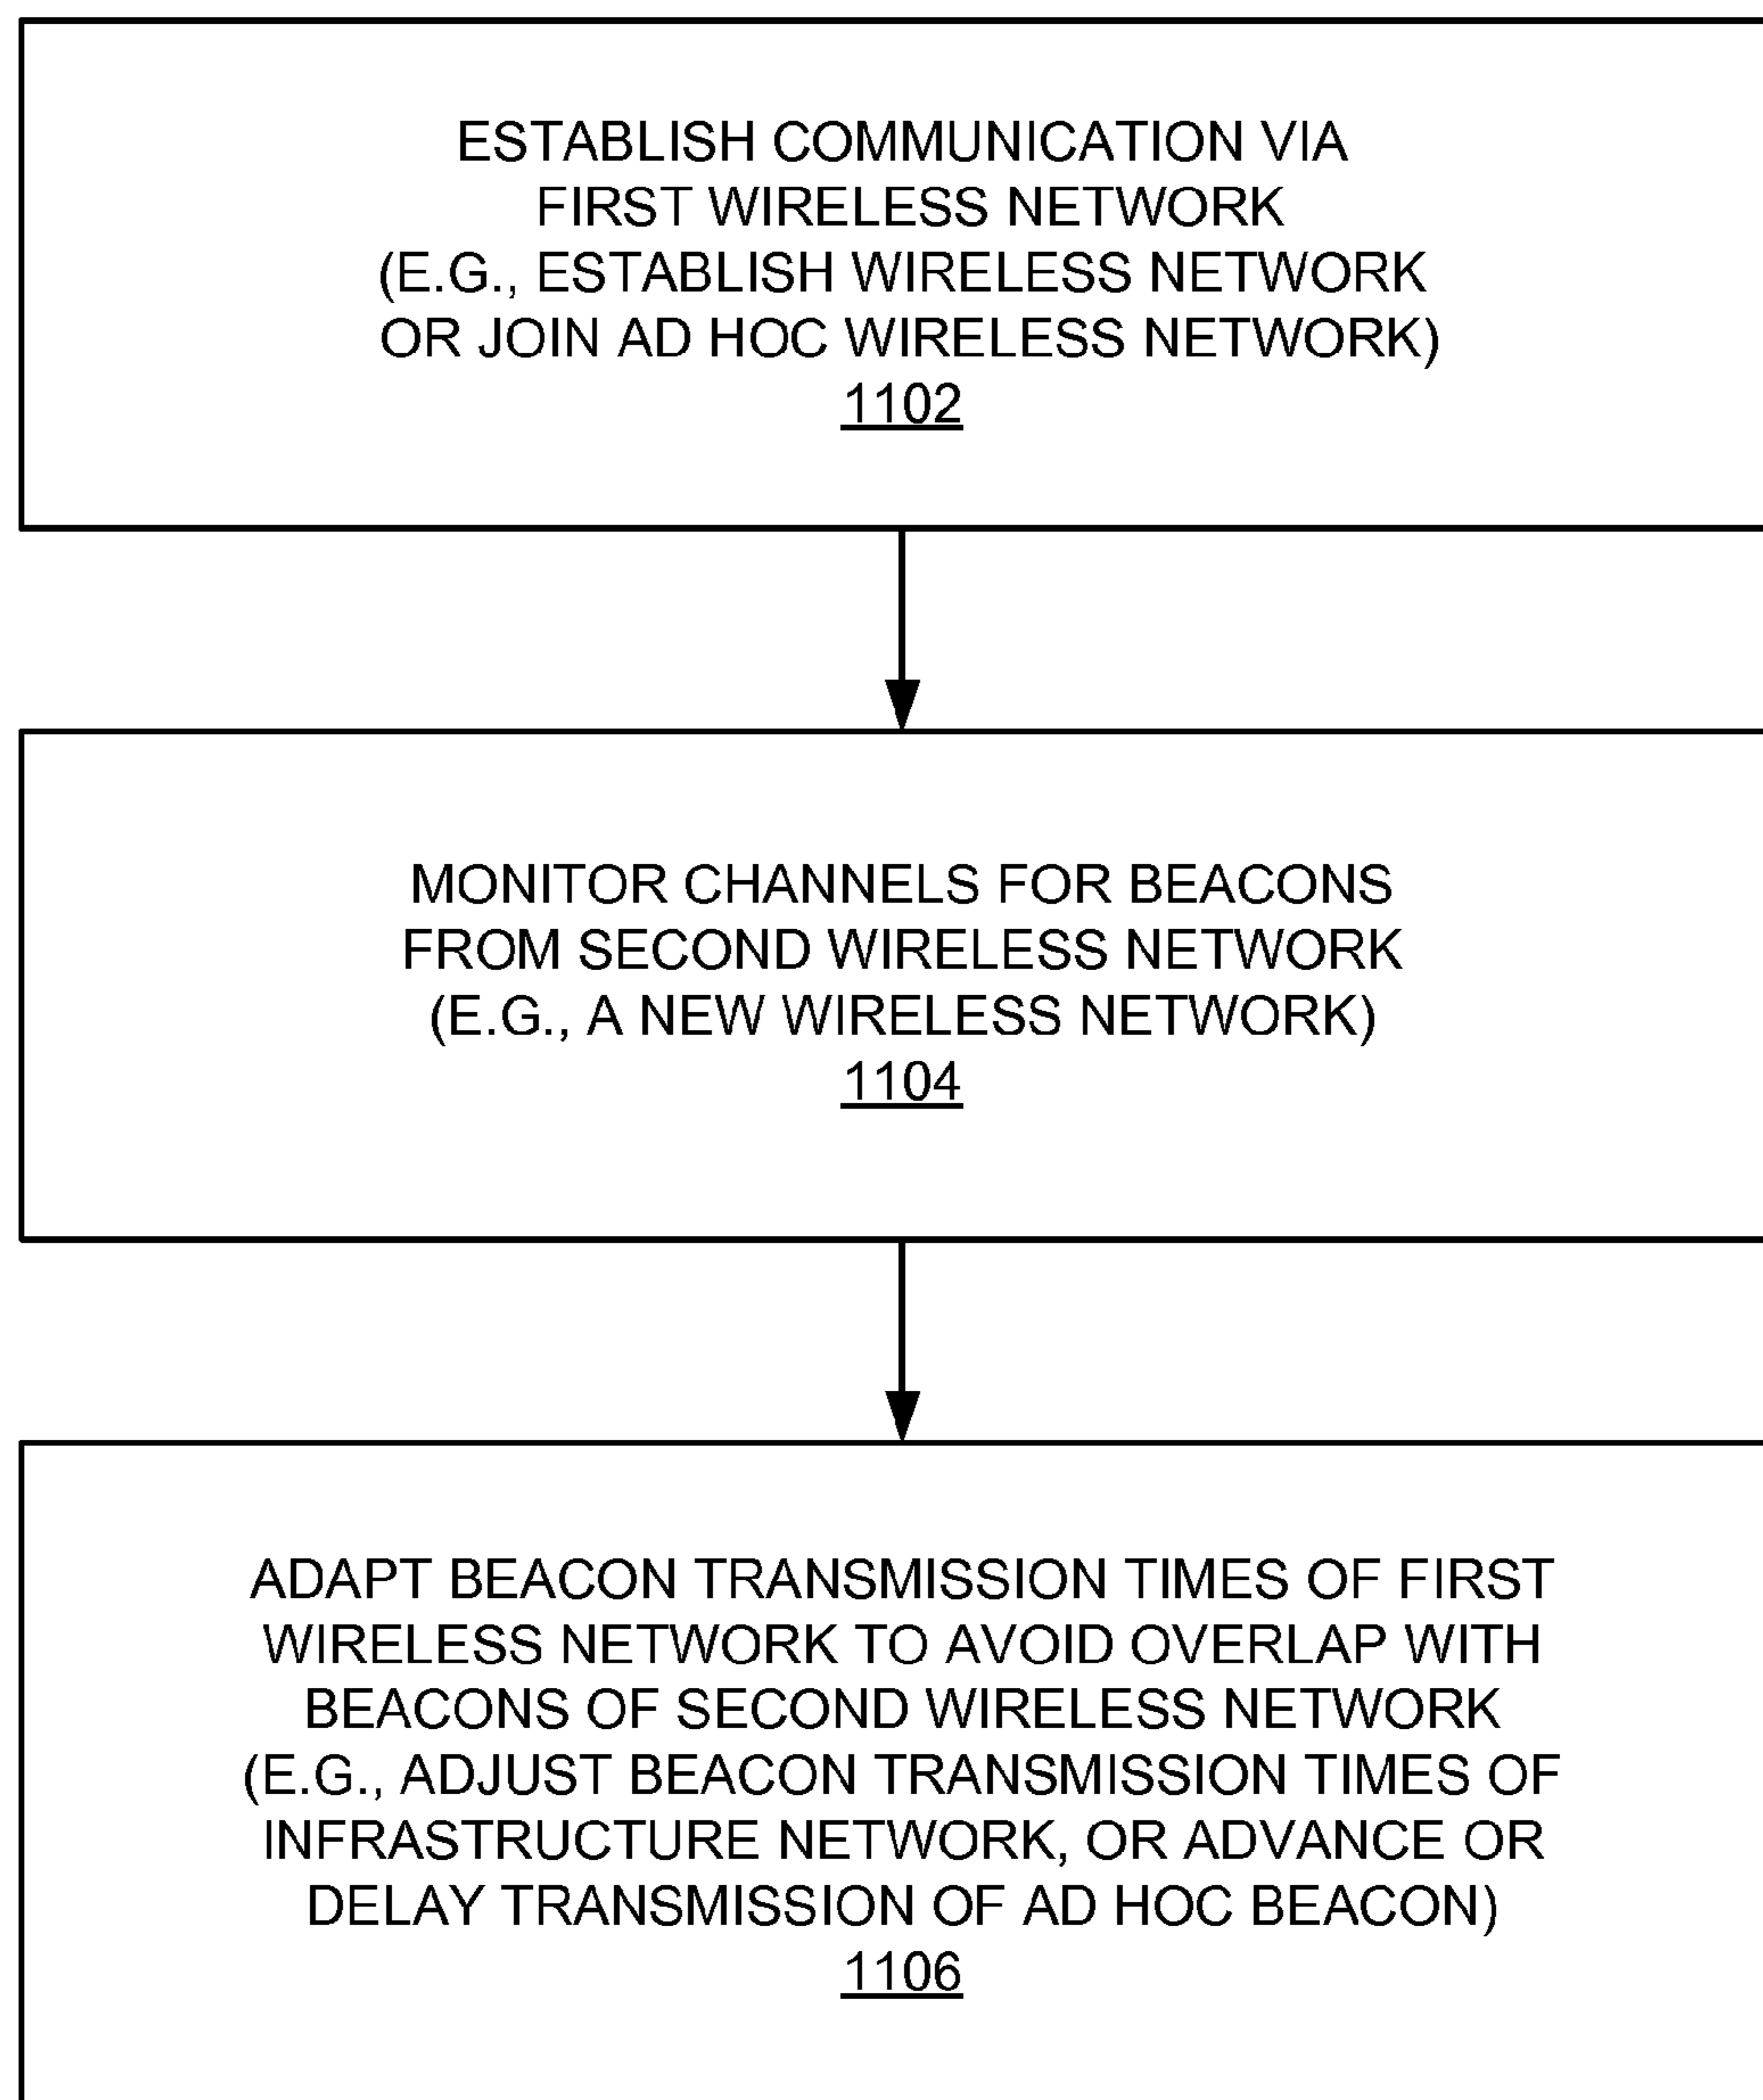 ESTABLISH COMMUNICATION VIA
FIRST WIRELESS NETWORK
(E.G., ESTABLISH WIRELESS NETWORK
OR JOIN AD HOC WIRELESS NETWORK)
1102
MONITOR CHANNELS FOR BEACONS
FROM SECOND WIRELESS NETWORK
(E.G., A NEW WIRELESS NETWORK)
1104
ADAPT BEACON TRANSMISSION TIMES OF FIRST
WIRELESS NETWORK TO AVOID OVERLAP WITH
BEACONS OF SECOND WIRELESS NETWORK
(E.G., ADJUST BEACON TRANSMISSION TIMES OF
INFRASTRUCTURE NETWORK, OR ADVANCE OR
DELAY TRANSMISSION OF AD HOC BEACON)
1106